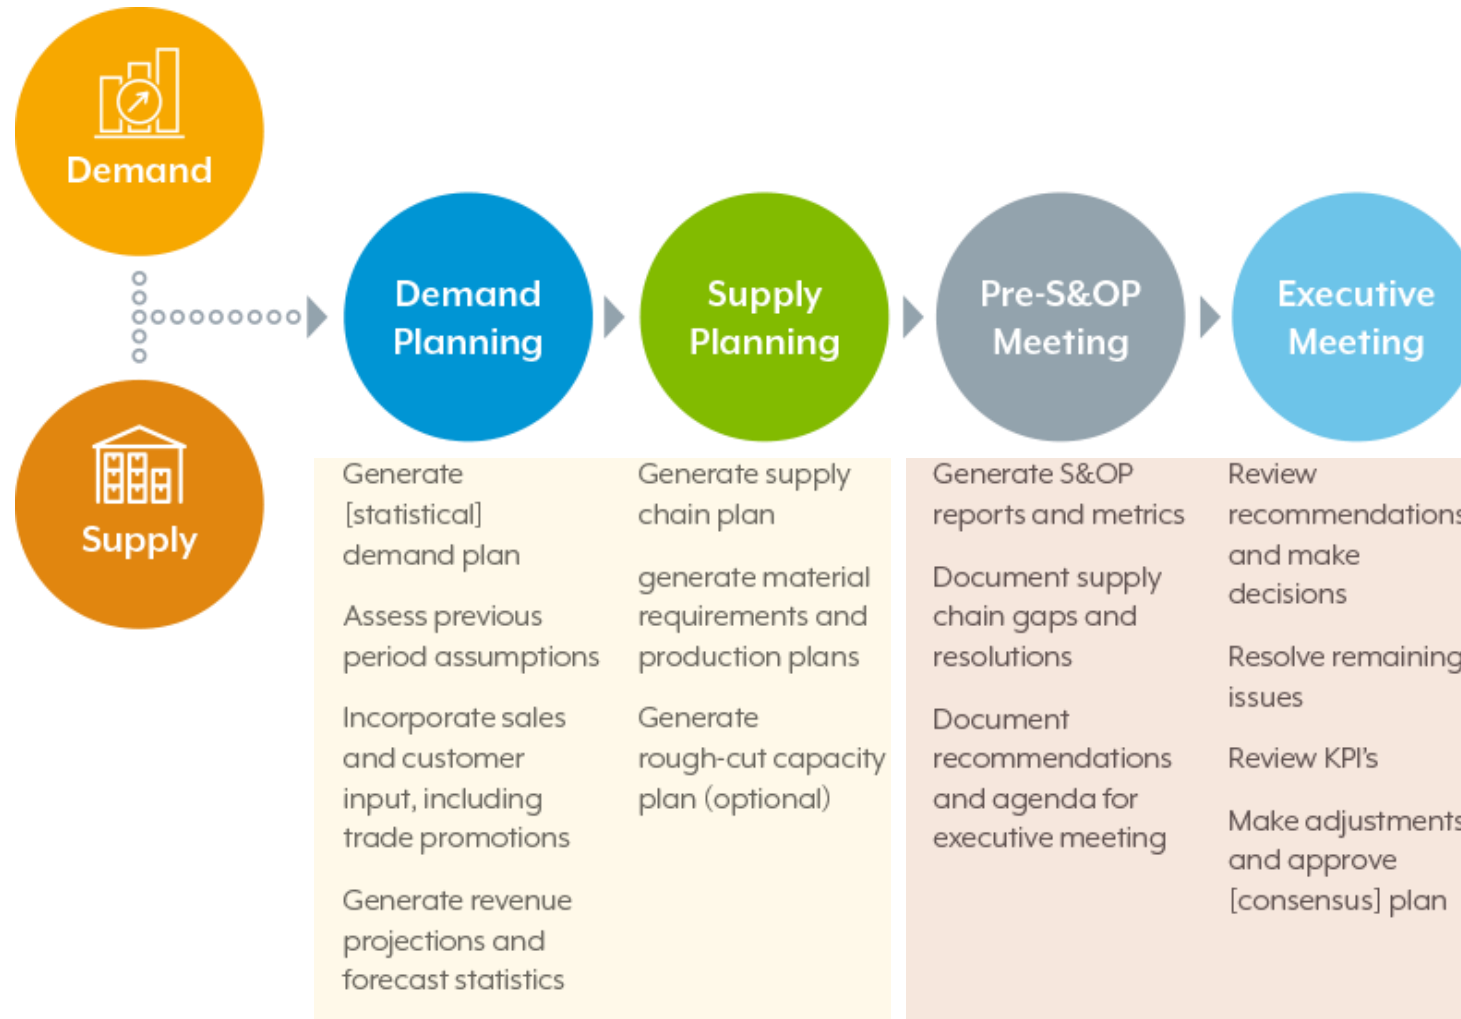 Demand
Supply
Demand
Planning
Supply
Planning
Pre-S&OP
Meeting
Executive
Meeting
Generate
[statistical]
demand plan
Assess previous
period assumptions
Incorporate sales
and customer
input, including
trade promotions
Generate revenue
projections and
forecast statistics
Generate supply
chain plan
generate material
requirements and
production plans
Generate
rough-cut capacity
plan (optional)
Generate S&OP
reports and metrics
Document supply
chain gaps and
resolutions
Document
recommendations
and agenda for
executive meeting
Review
recommendations
and make
decisions
Resolve remaining
issues
Review KPI's
Make adjustments
and approve
[consensus] plan